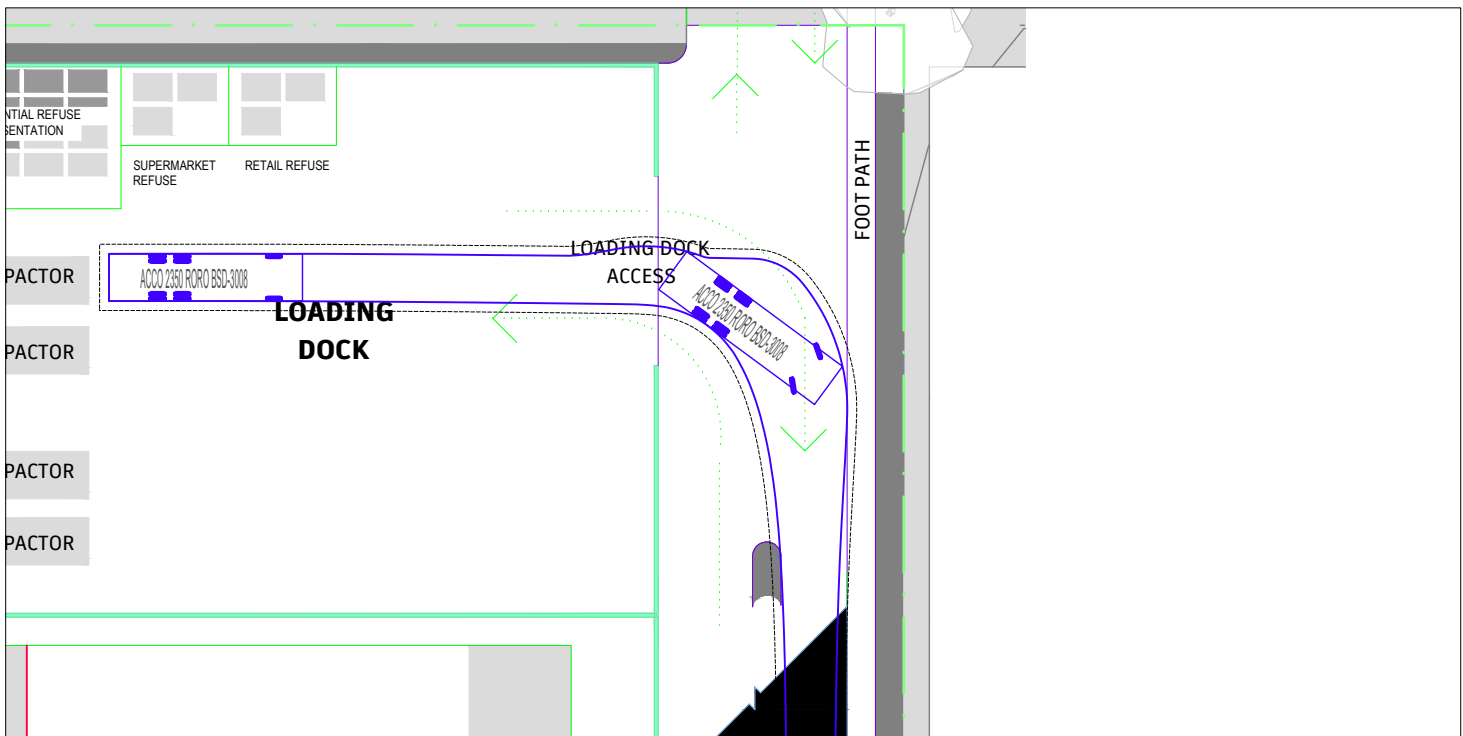 NTIAL REFUSE
SENTATION
SUPERMARKET
REFUSE
RETAIL REFUSE
FOOT PATH
LOADING DOCK
ACCESS
PACTOR
ACCO 2350 RORO BSD-3008
ACCO 2350 RORO BSD-3008
LOADING
DOCK
PACTOR
PACTOR
PACTOR